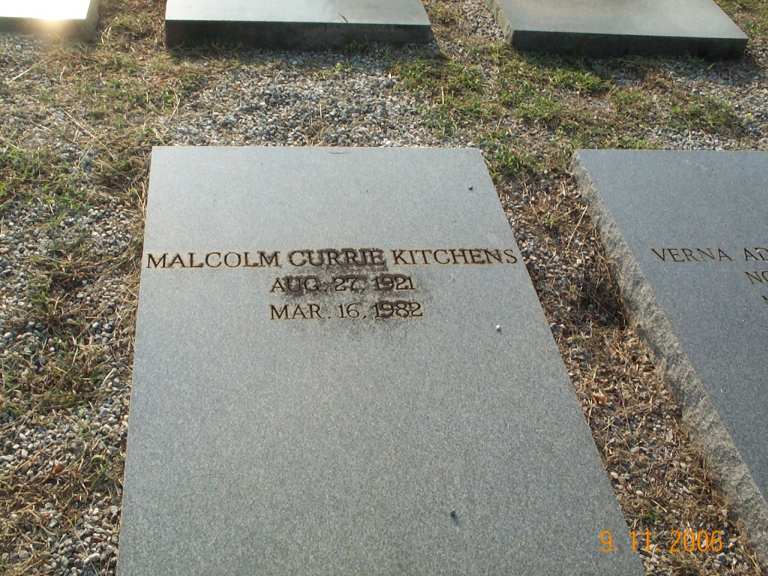 MALCOLM CURRIE KITCHENS
AUG. 27, 1921
MAR. 16, 1982
VERNA
9. 11. 2006